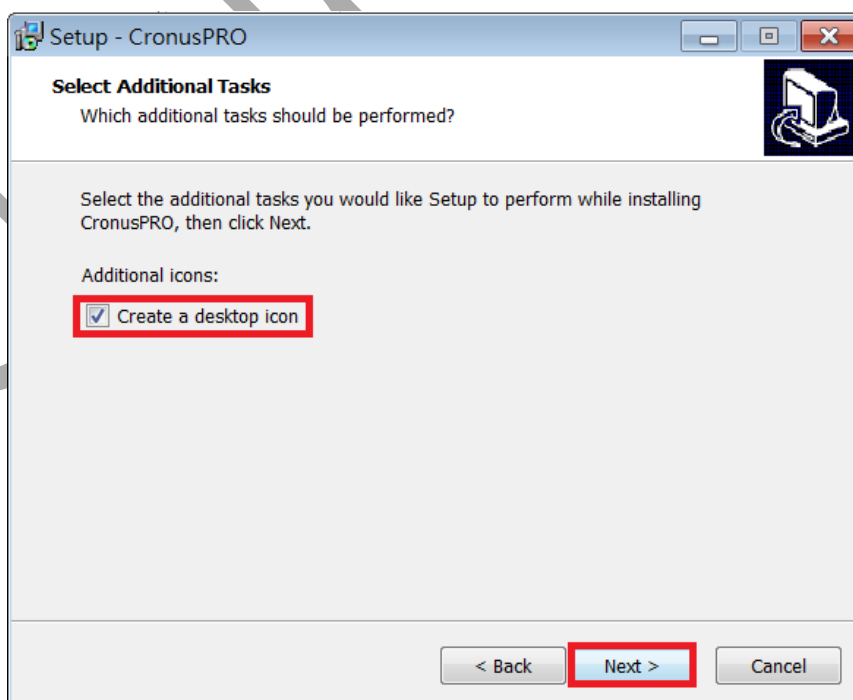 Setup - CronusPRO
Select Additional Tasks
Which additional tasks should be performed?
Select the additional tasks you would like Setup to perform while installing
CronusPRO, then click Next.
Additional icons:
Create a desktop icon
< Back
Next >
Cancel